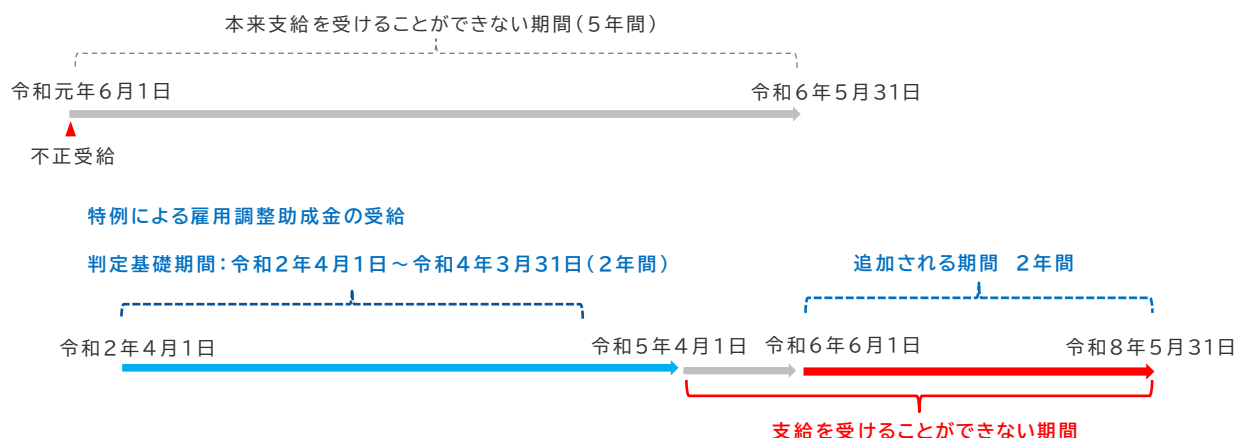 本来支給を受けることができない期間（5年間）
令和元年6月1日
令和6年5月31日
不正受給
特例による雇用調整助成金の受給
判定基礎期間：令和2年4月1日～令和4年3月31日（2年間）
追加される期間　2年間
令和2年4月1日
令和5年4月1日
令和6年6月1日
令和8年5月31日
支給を受けることができない期間